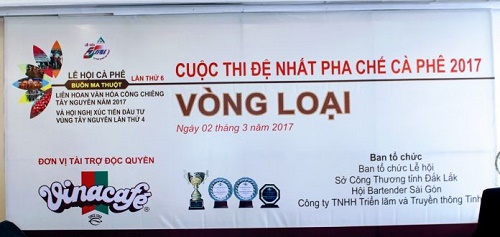 LỄ HỘI CÀ PHÊ LẦN THỨ 6
BUÔN MA THUỘT
LIÊN HOAN VĂN HÓA CỒNG CHIÊNG
TÂY NGUYÊN NĂM 2017
VÀ HỘI NGHỊ XÚC TIẾN ĐẦU TƯ
VÙNG TÂY NGUYÊN LẦN THỨ 4
CUỘC THI ĐỆ NHẤT PHA CHẾ CÀ PHÊ 2017
VÒNG LOẠI
Ngày 02 tháng 3 năm 2017
ĐƠN VỊ TÀI TRỢ ĐỘC QUYỀN
Vinacafé
Ban tổ chức
Ban tổ chức Lễ hội
Sở Công Thương tỉnh Đắk Lắk
Hội Bartender Sài Gòn
Công ty TNHH Triển lãm và Truyền thông Tinh